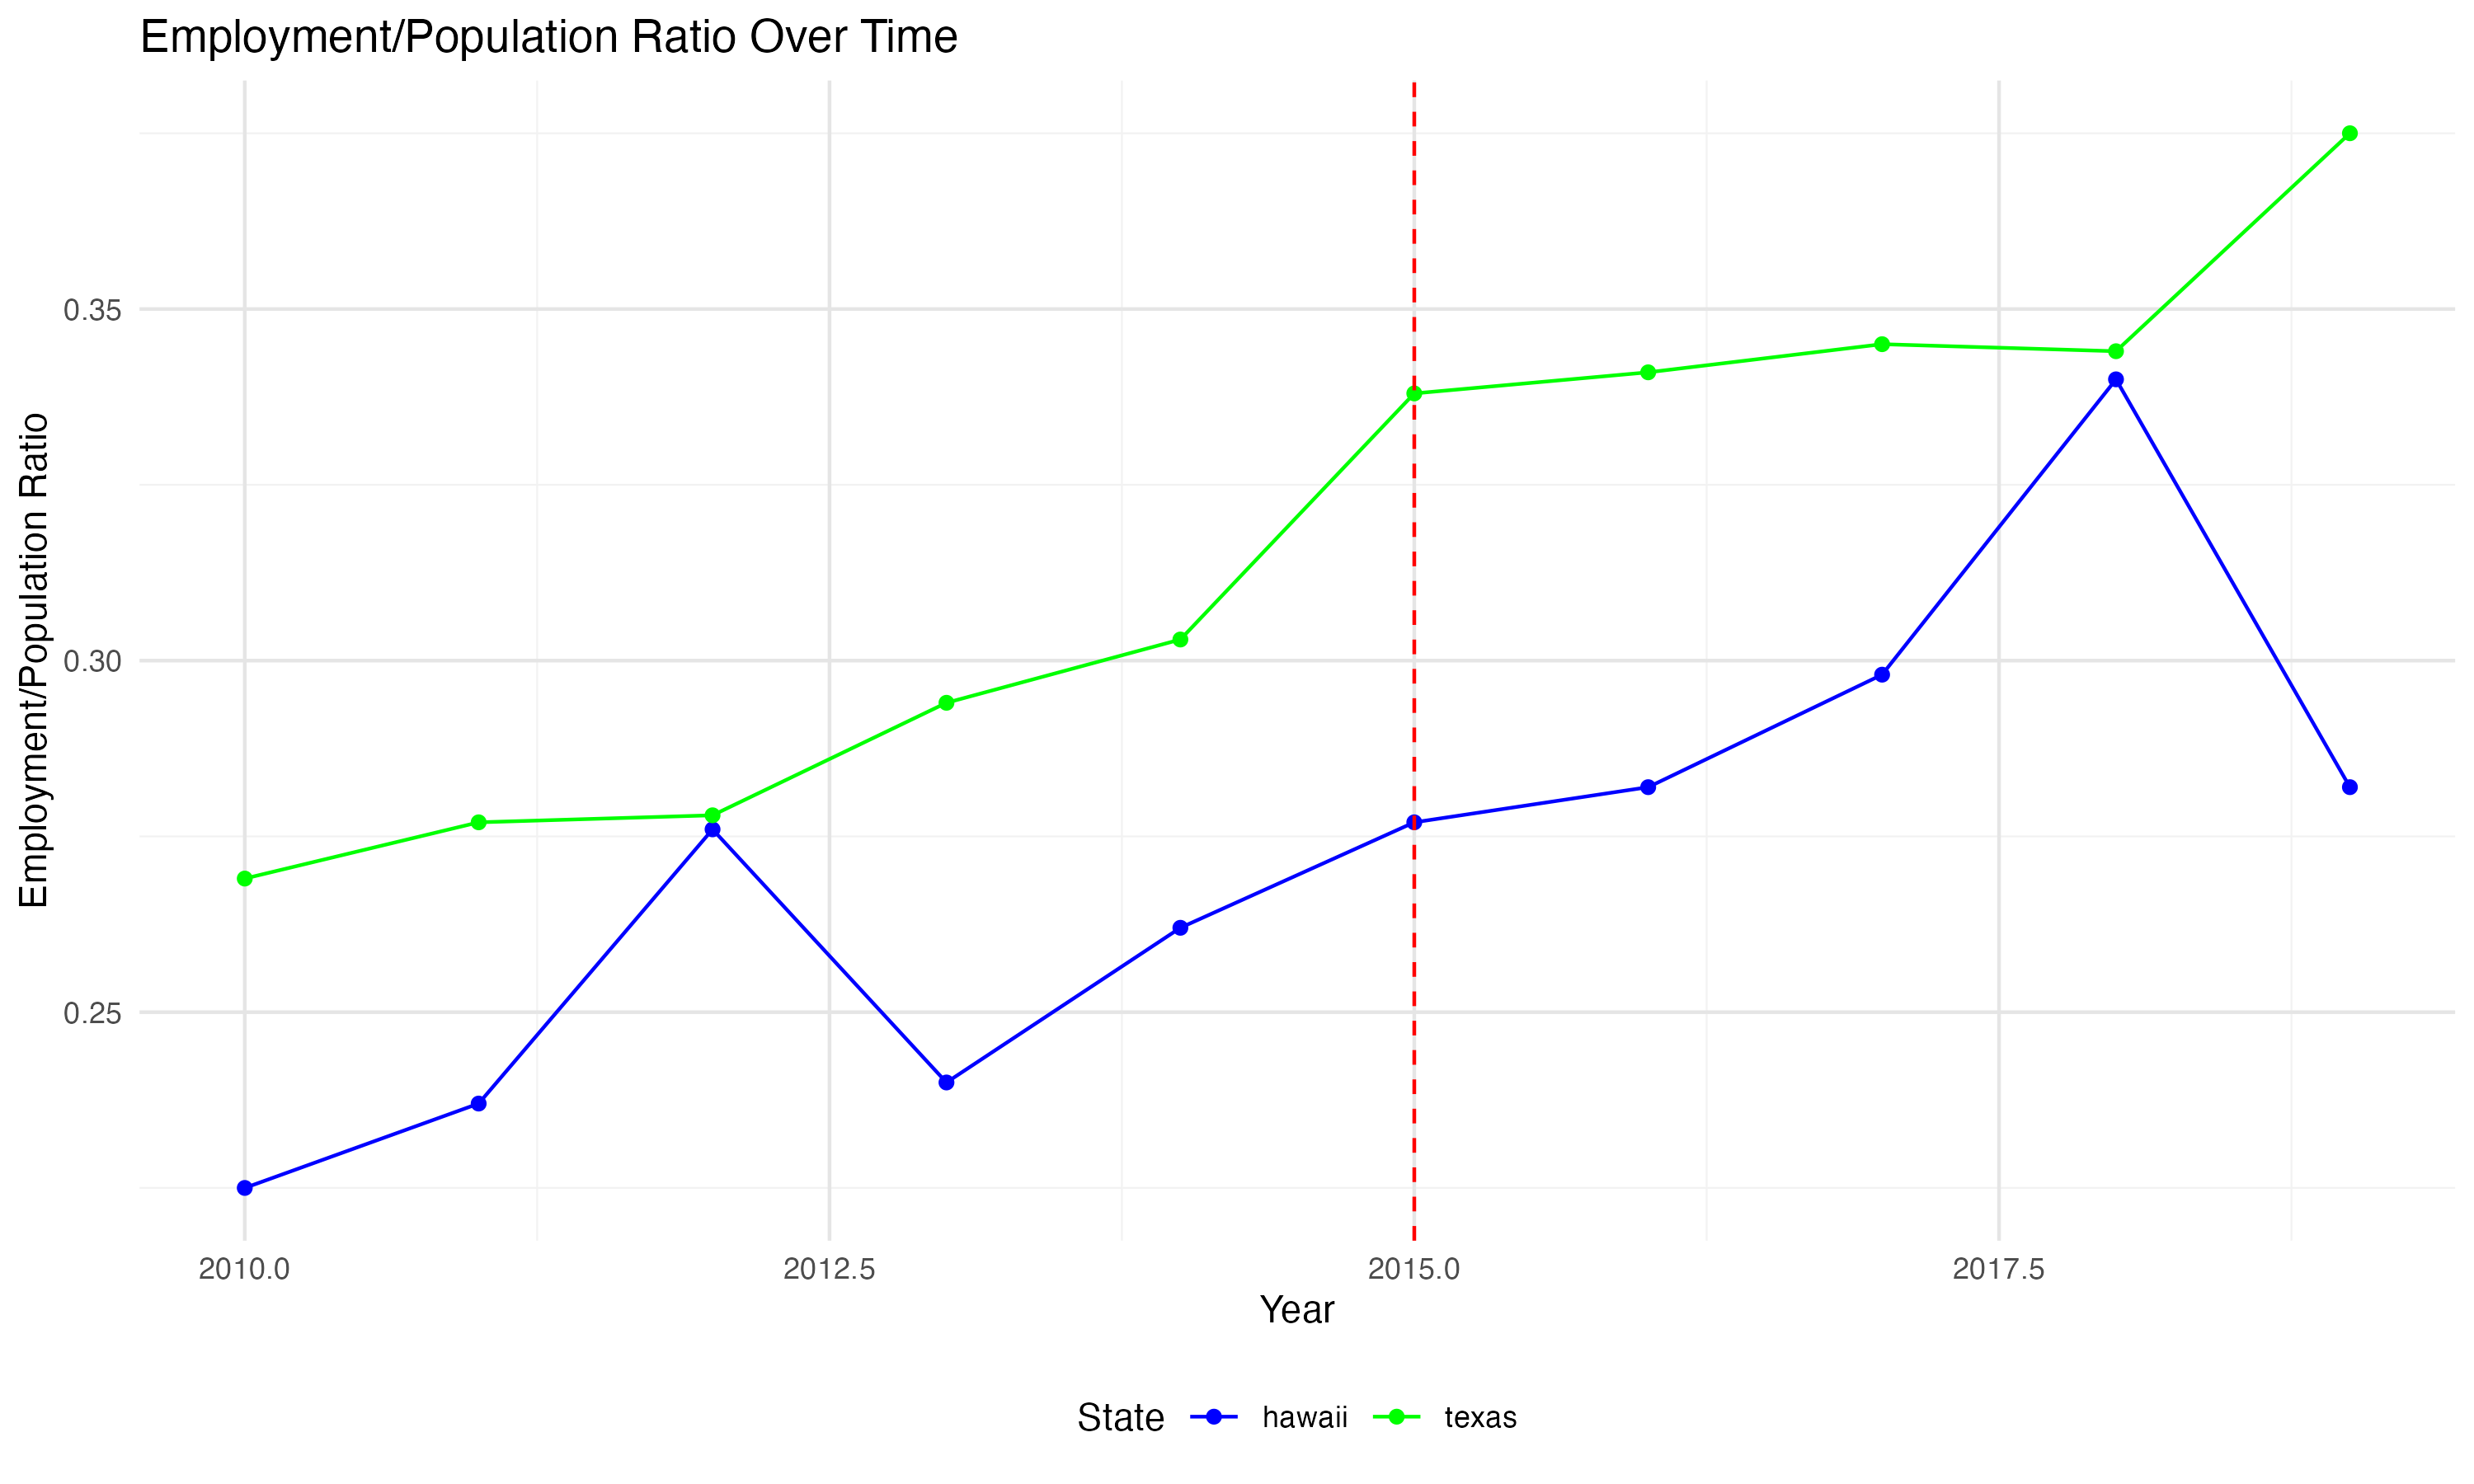 Employment/Population Ratio Over Time
Employment/Population Ratio
0.35
0.30
0.25
2010.0
2012.5
2015.0
2017.5
Year
State
hawaii
texas